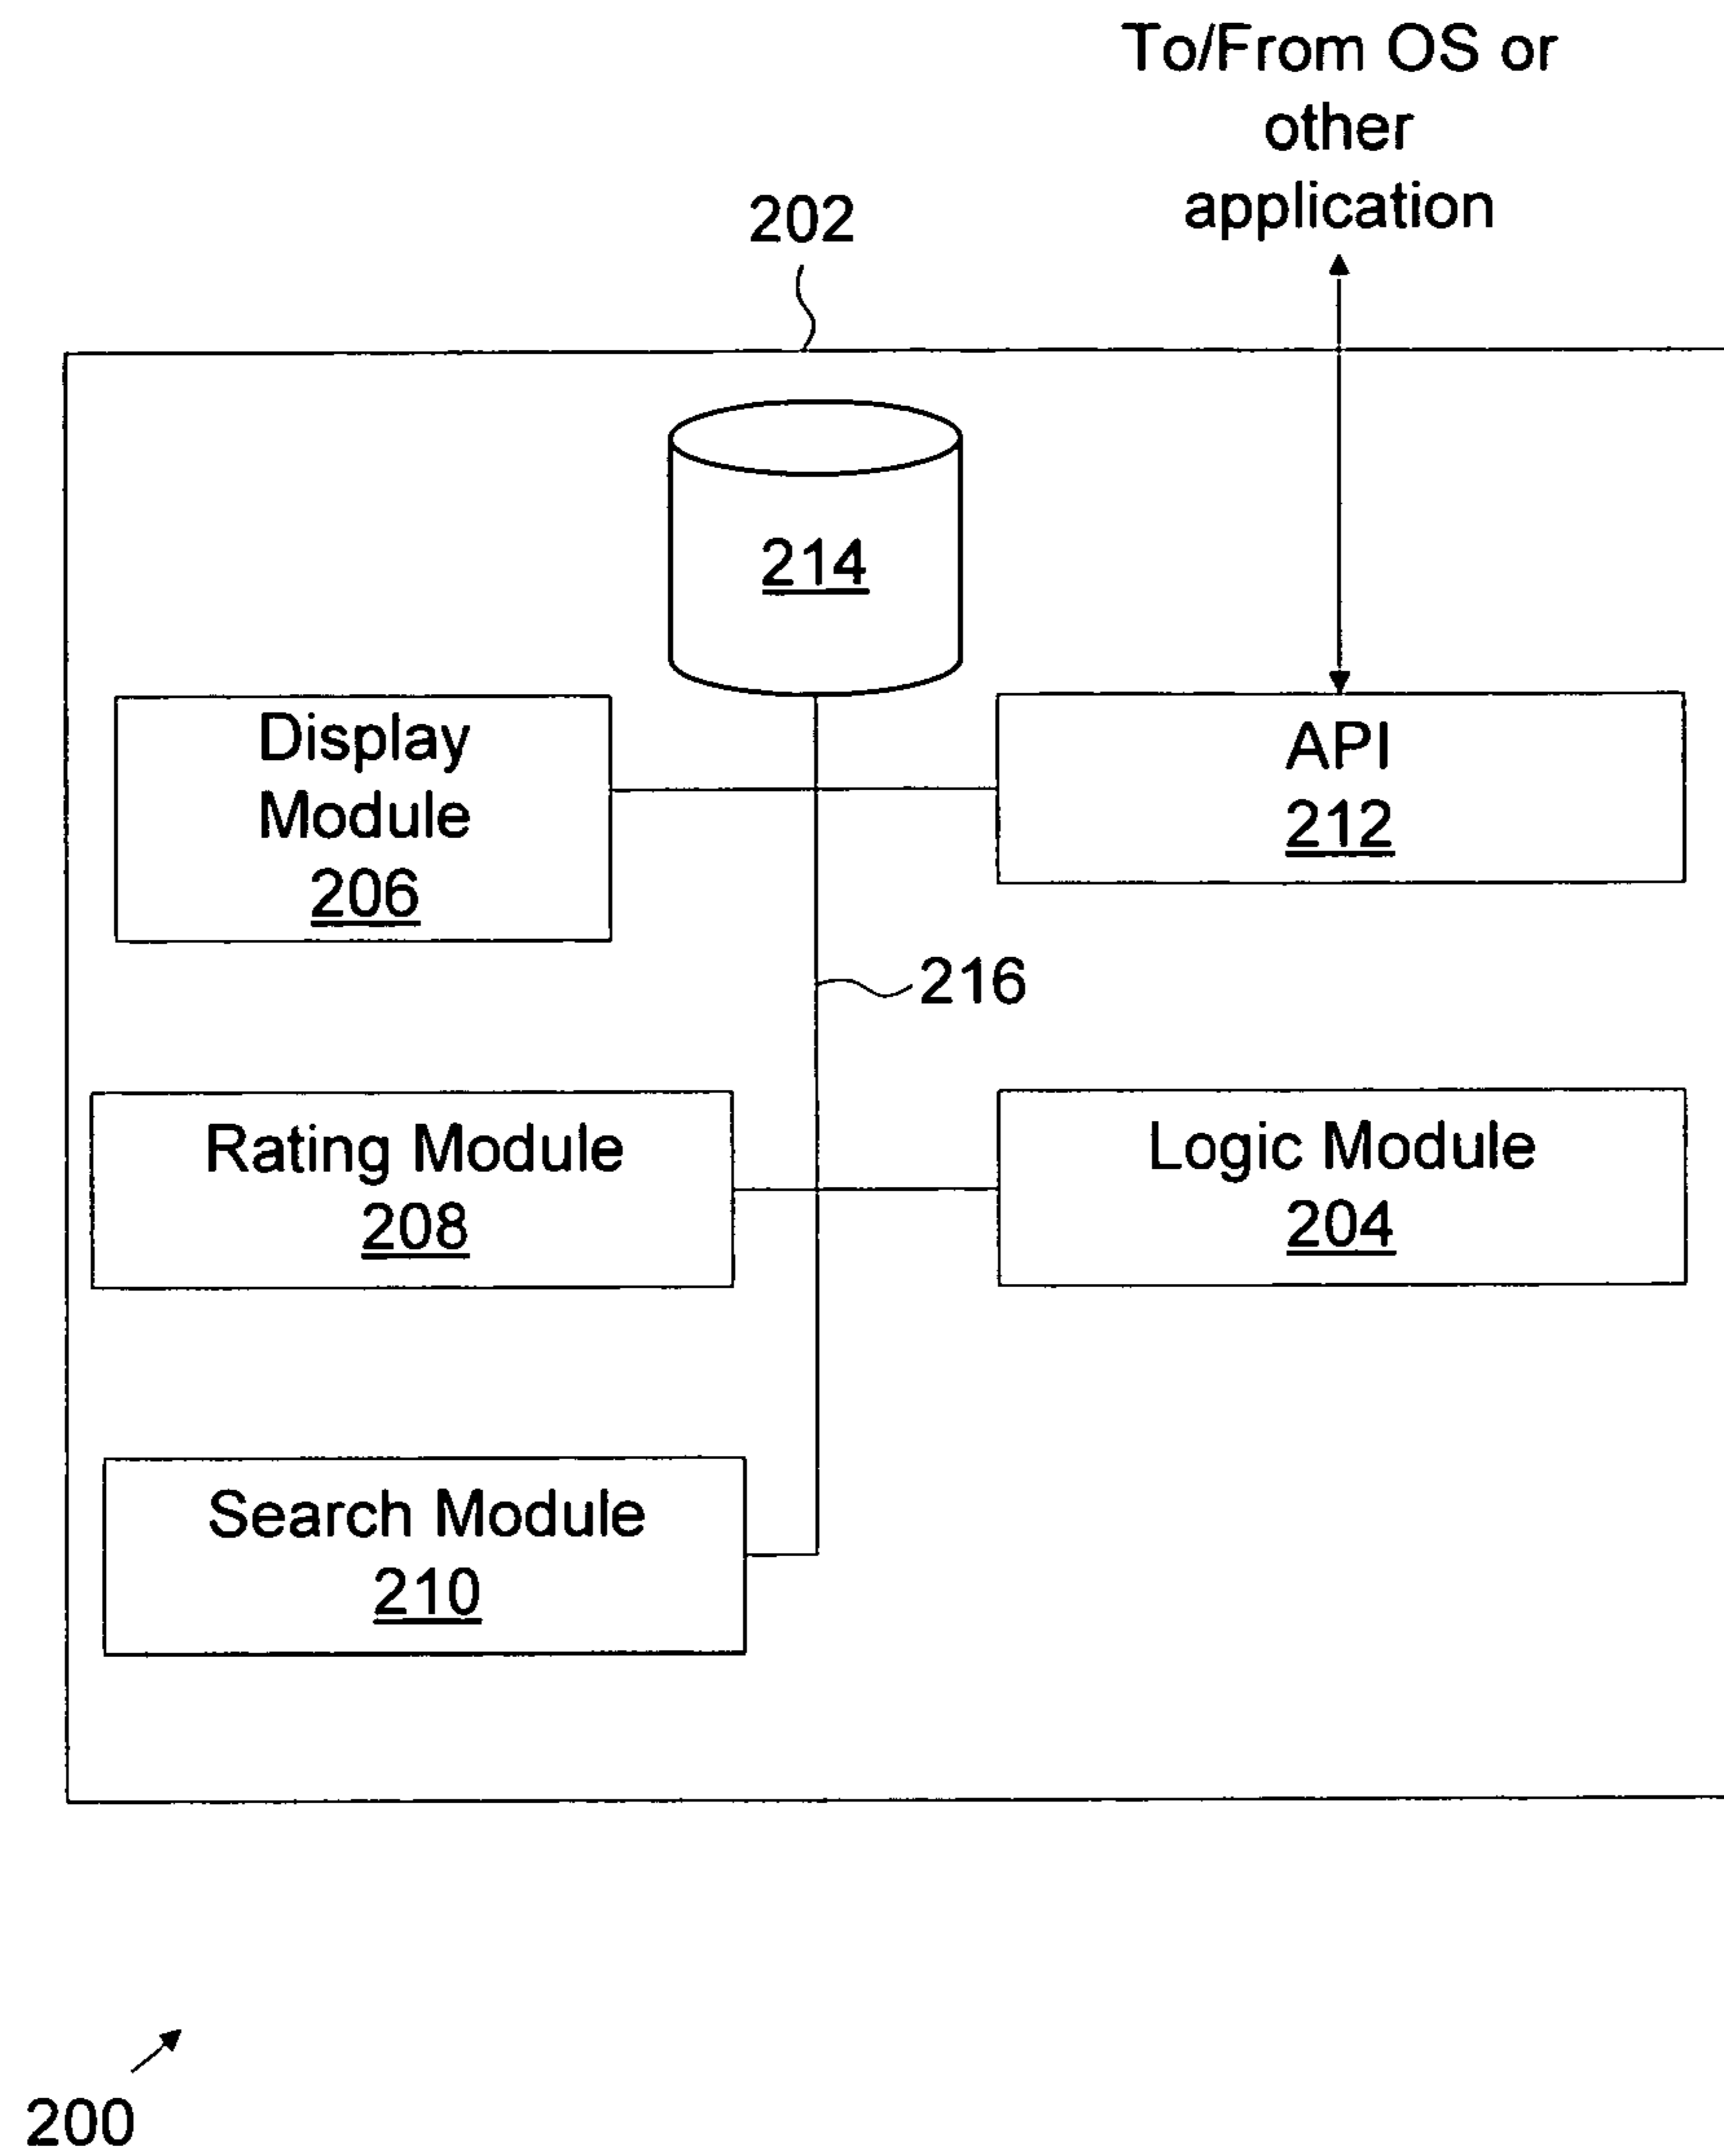 To/From OS or
other
application
202
214
Display
Module
206
API
212
216
Rating Module
208
Logic Module
204
Search Module
210
200